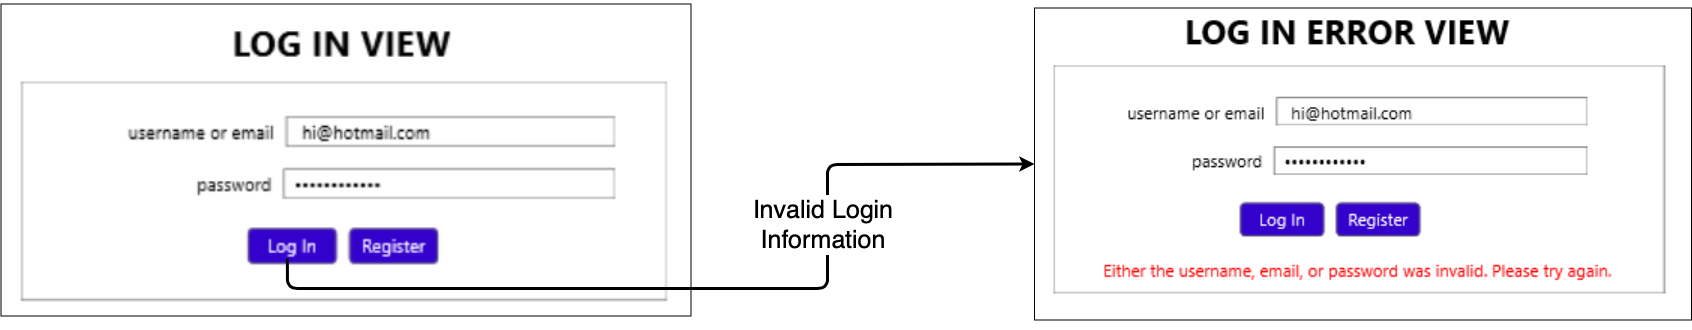 LOG IN VIEW
username or email hi@hotmail.com
password ••••••••••••
Log In Register
Invalid Login
Information
LOG IN ERROR VIEW
username or email hi@hotmail.com
password ••••••••••••
Log In Register
Either the username, email, or password was invalid. Please try again.